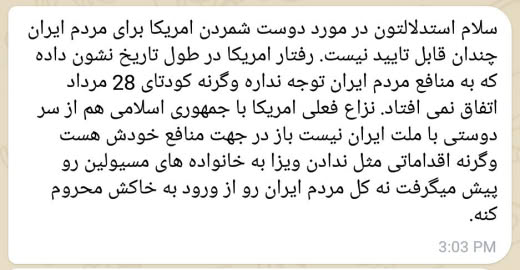 سلام استدلالتون در مورد دوست شمردن امریکا برای مردم ایران
چندان قابل تایید نیست. رفتار امریکا در طول تاریخ نشون داده
که به منافع مردم ایران توجه نداره وگرنه کودتای 28 مرداد
اتفاق نمی افتاد. نزاع فعلی امریکا با جمهوری اسلامی هم از سر
دوستی با ملت ایران نیست باز در جهت منافع خودش هست
وگرنه اقداماتی مثل ندادن ویزا به خانواده های مسیولین رو
پیش میگرفت نه کل مردم ایران رو از ورود به خاکش محروم
کنه.
3:03 PM